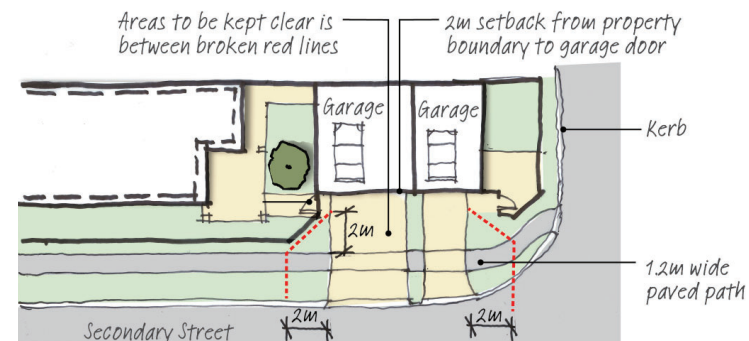 Areas to be kept clear is
between broken red lines
2m setback from property
boundary to garage door
Garage
Garage
Kerb
2m
1.2m wide
paved path
2m
2m
Secondary Street